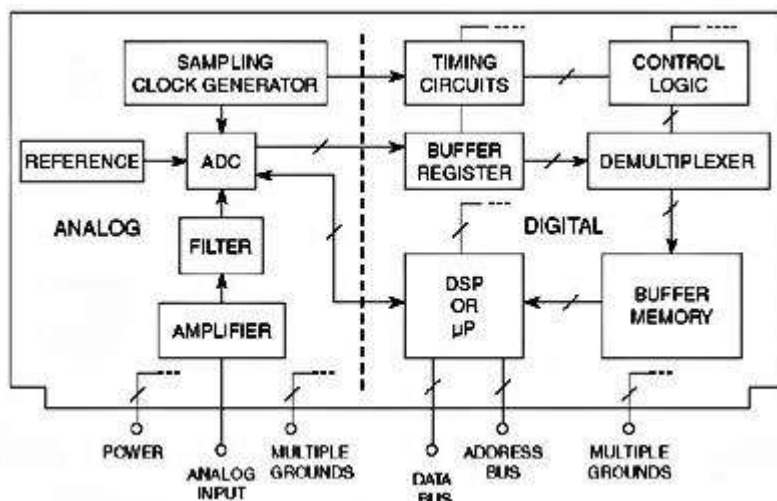 SAMPLING
CLOCK GENERATOR
TIMING
CIRCUITS
CONTROL
LOGIC
REFERENCE
ADC
BUFFER
REGISTER
DEMULTIPLEXER
ANALOG
FILTER
DIGITAL
AMPLIFIER
DSP
OR
µP
BUFFER
MEMORY
POWER
ANALOG
INPUT
MULTIPLE
GROUNDS
DATA
BUS
ADDRESS
BUS
MULTIPLE
GROUNDS